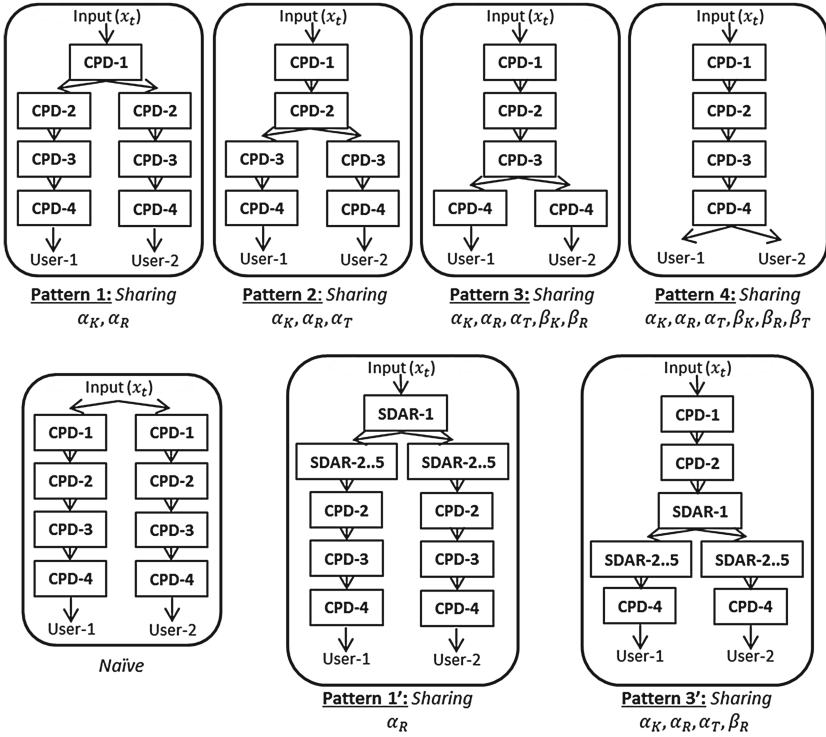 Input (xₜ)
CPD-1
CPD-2 CPD-2
CPD-3 CPD-3
CPD-4 CPD-4
User-1 User-2
Pattern 1: Sharing
α_K, α_R
Input (xₜ)
CPD-1
CPD-2
CPD-3 CPD-3
CPD-4 CPD-4
User-1 User-2
Pattern 2: Sharing
α_K, α_R, α_T
Input (xₜ)
CPD-1
CPD-2
CPD-3
CPD-4 CPD-4
User-1 User-2
Pattern 3: Sharing
α_K, α_R, α_T, β_K, β_R
Input (xₜ)
CPD-1
CPD-2
CPD-3
CPD-4
User-1 User-2
Pattern 4: Sharing
α_K, α_R, α_T, β_K, β_R, β_T
Input (xₜ)
CPD-1 CPD-1
CPD-2 CPD-2
CPD-3 CPD-3
CPD-4 CPD-4
User-1 User-2
Naïve
Input (xₜ)
SDAR-1
SDAR-2..5 SDAR-2..5
CPD-2 CPD-2
CPD-3 CPD-3
CPD-4 CPD-4
User-1 User-2
Pattern 1': Sharing
α_R
Input (xₜ)
CPD-1
CPD-2
SDAR-1
SDAR-2..5 SDAR-2..5
CPD-4 CPD-4
User-1 User-2
Pattern 3': Sharing
α_K, α_R, α_T, β_R